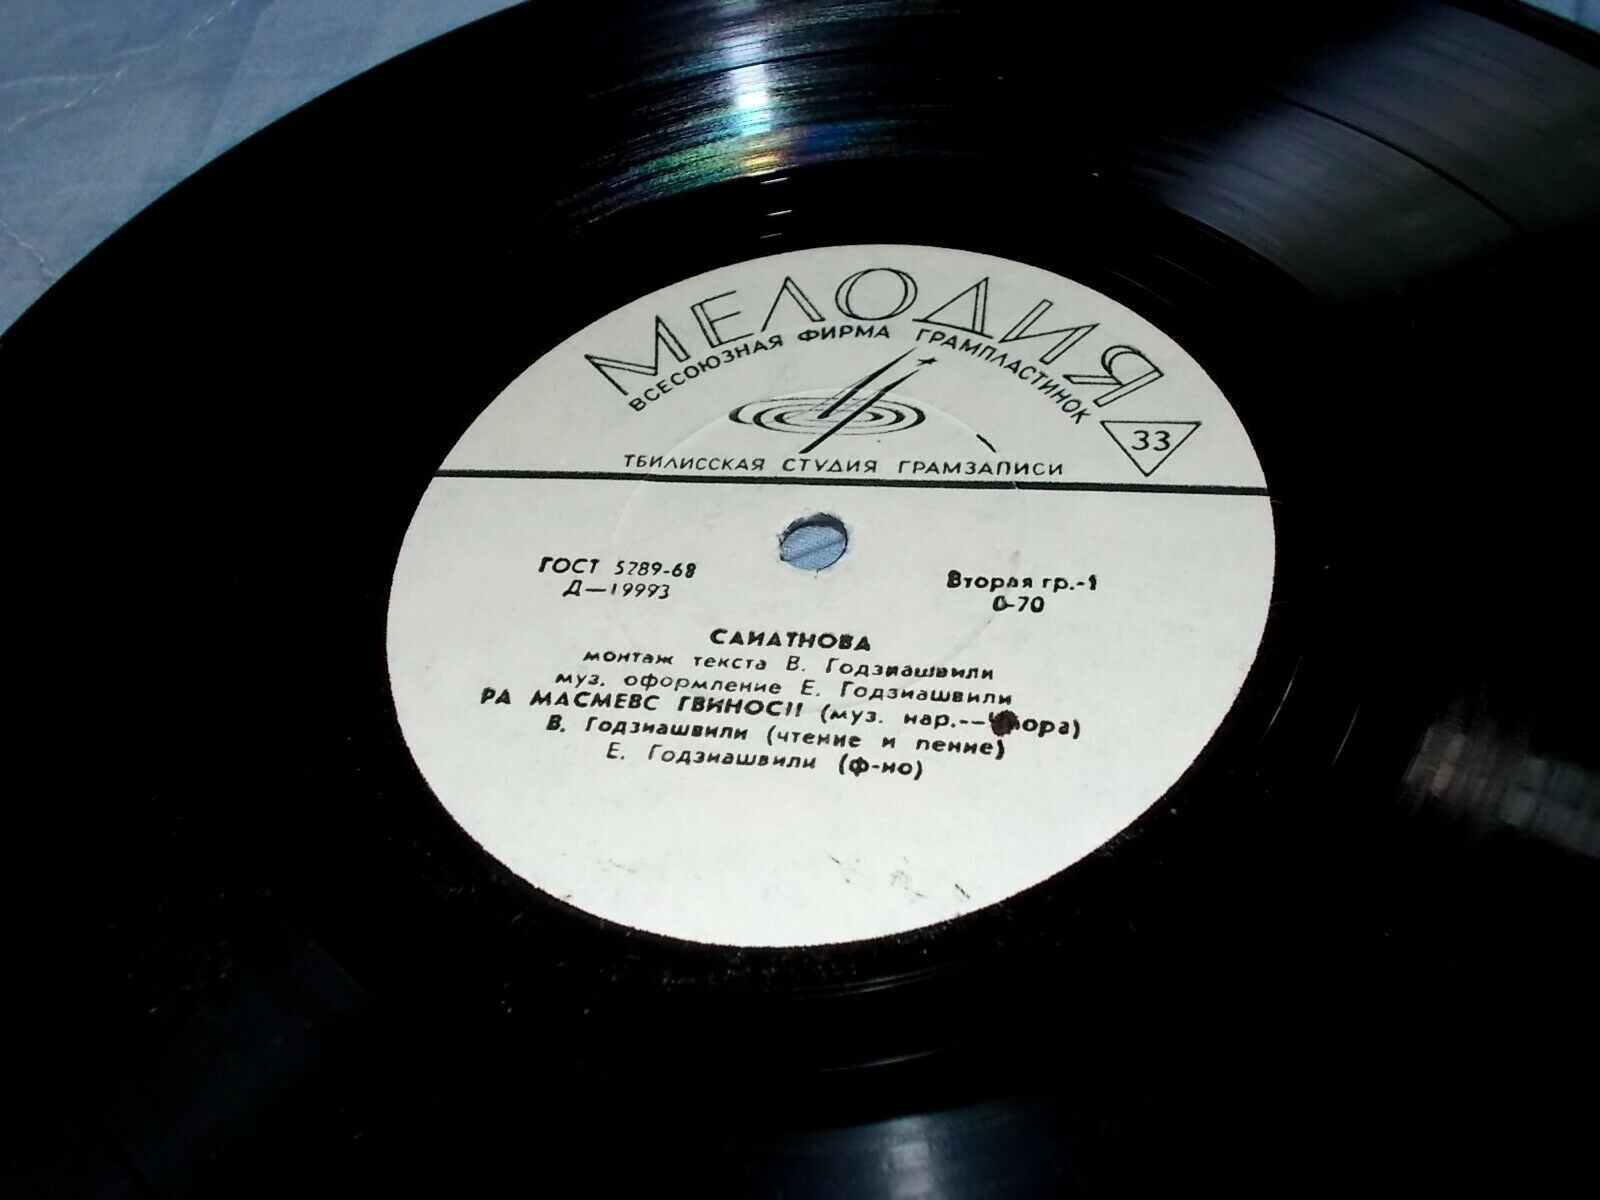 МЕЛОДИЯ
ВСЕСОЮЗНАЯ ФИРМА ГРАМПЛАСТИНОК
33
ТБИЛИССКАЯ СТУДИЯ ГРАМЗАПИСИ
ГОСТ 5289-68
Д—19993
Вторая гр.-1
0-70
САИАТНОВА
монтаж текста В. Годзиашвили
муз. оформление Е. Годзиашвили
РА МАСМЕВС ГВИНОС!! (муз. нар.--
В. Годзиашвили (чтение и пение)
Е. Годзиашвили (ф-но)